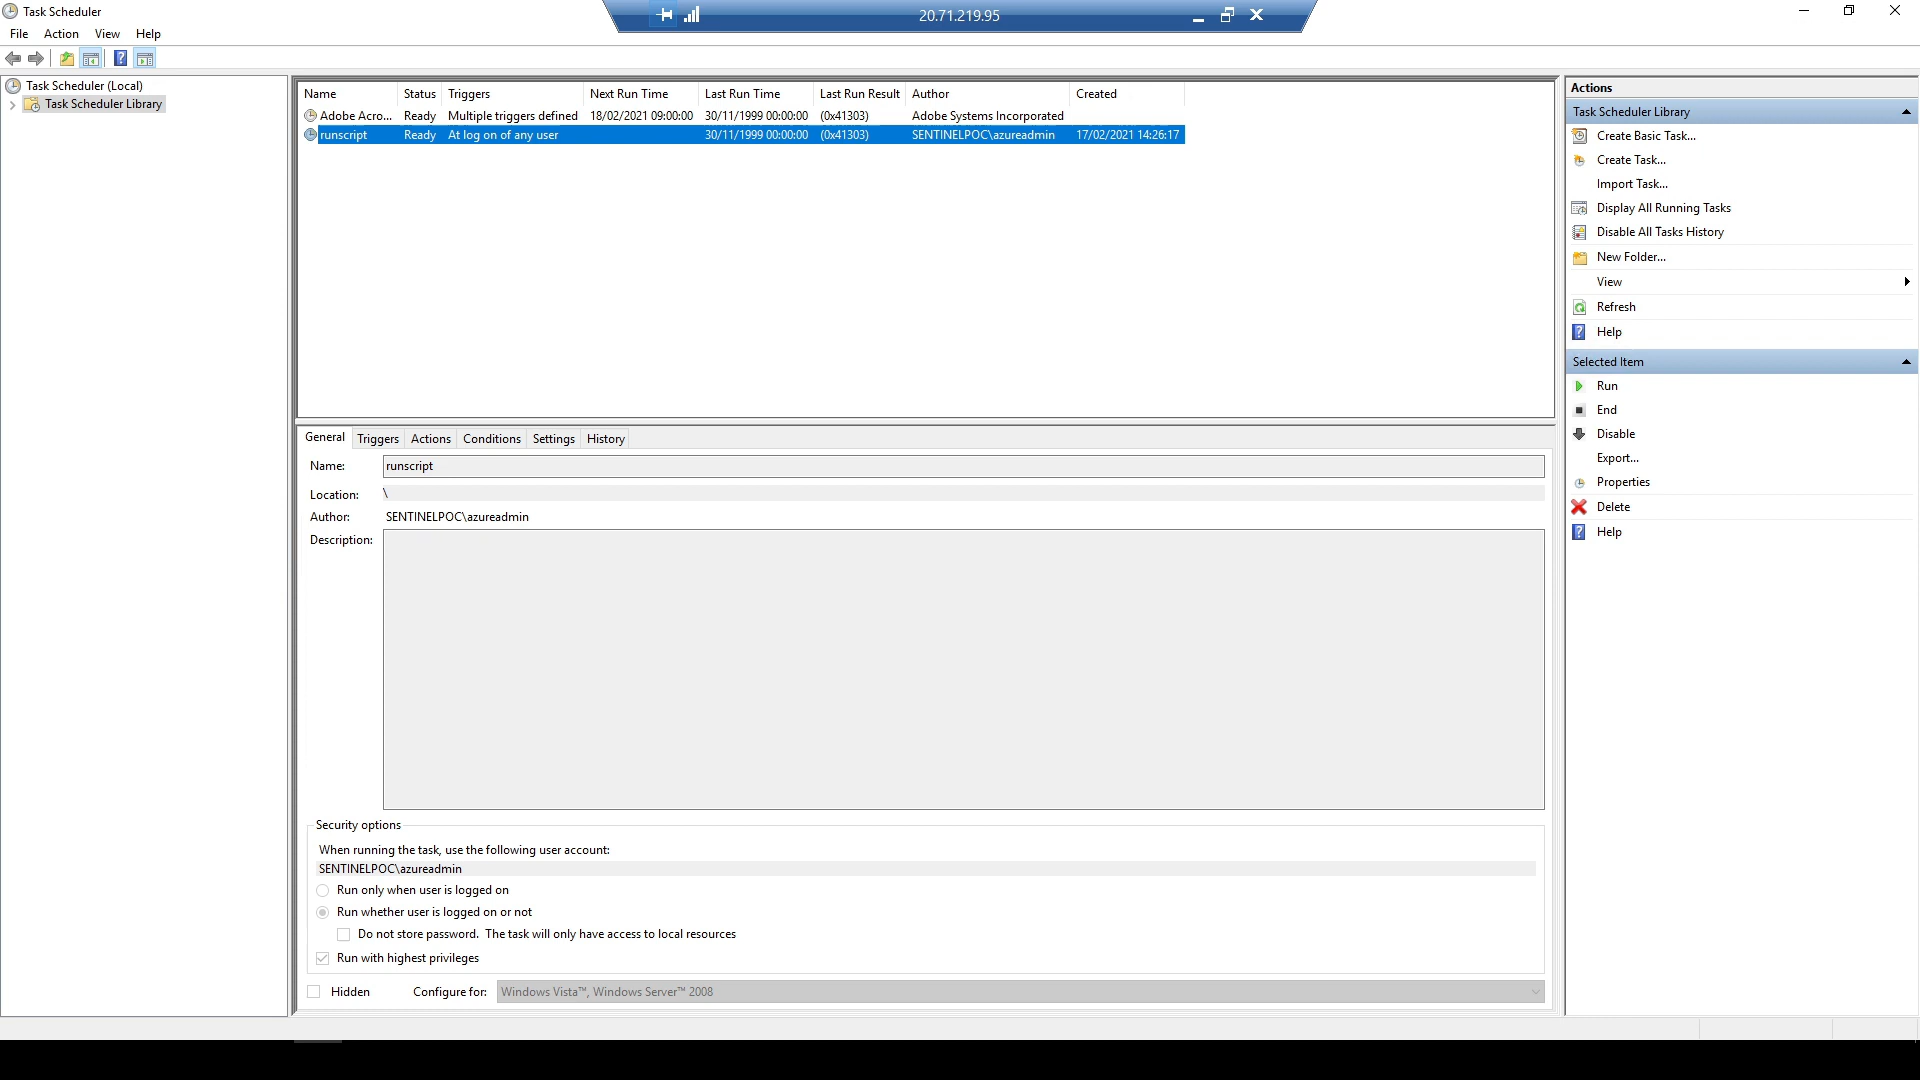 Task Scheduler
20.71.219.95
File Action View Help
Task Scheduler (Local)
Task Scheduler Library
Name Status Triggers Next Run Time Last Run Time Last Run Result Author Created
Adobe Acro... Ready Multiple triggers defined 18/02/2021 09:00:00 30/11/1999 00:00:00 (0x41303) Adobe Systems Incorporated
runscript Ready At log on of any user 30/11/1999 00:00:00 (0x41303) SENTINELPOC\azureadmin 17/02/2021 14:26:17
General Triggers Actions Conditions Settings History
Name: runscript
Location: \
Author: SENTINELPOC\azureadmin
Description:
Security options
When running the task, use the following user account:
SENTINELPOC\azureadmin
Run only when user is logged on
Run whether user is logged on or not
Do not store password. The task will only have access to local resources
Run with highest privileges
Hidden Configure for: Windows Vista™, Windows Server™ 2008
Actions
Task Scheduler Library
Create Basic Task...
Create Task...
Import Task...
Display All Running Tasks
Disable All Tasks History
New Folder...
View
Refresh
Help
Selected Item
Run
End
Disable
Export...
Properties
Delete
Help